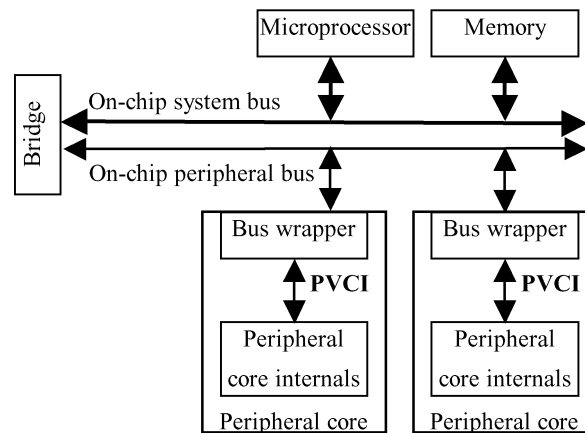 Microprocessor
Memory
Bridge
On-chip system bus
On-chip peripheral bus
Bus wrapper
Bus wrapper
PVCI
PVCI
Peripheral
core internals
Peripheral
core internals
Peripheral core
Peripheral core